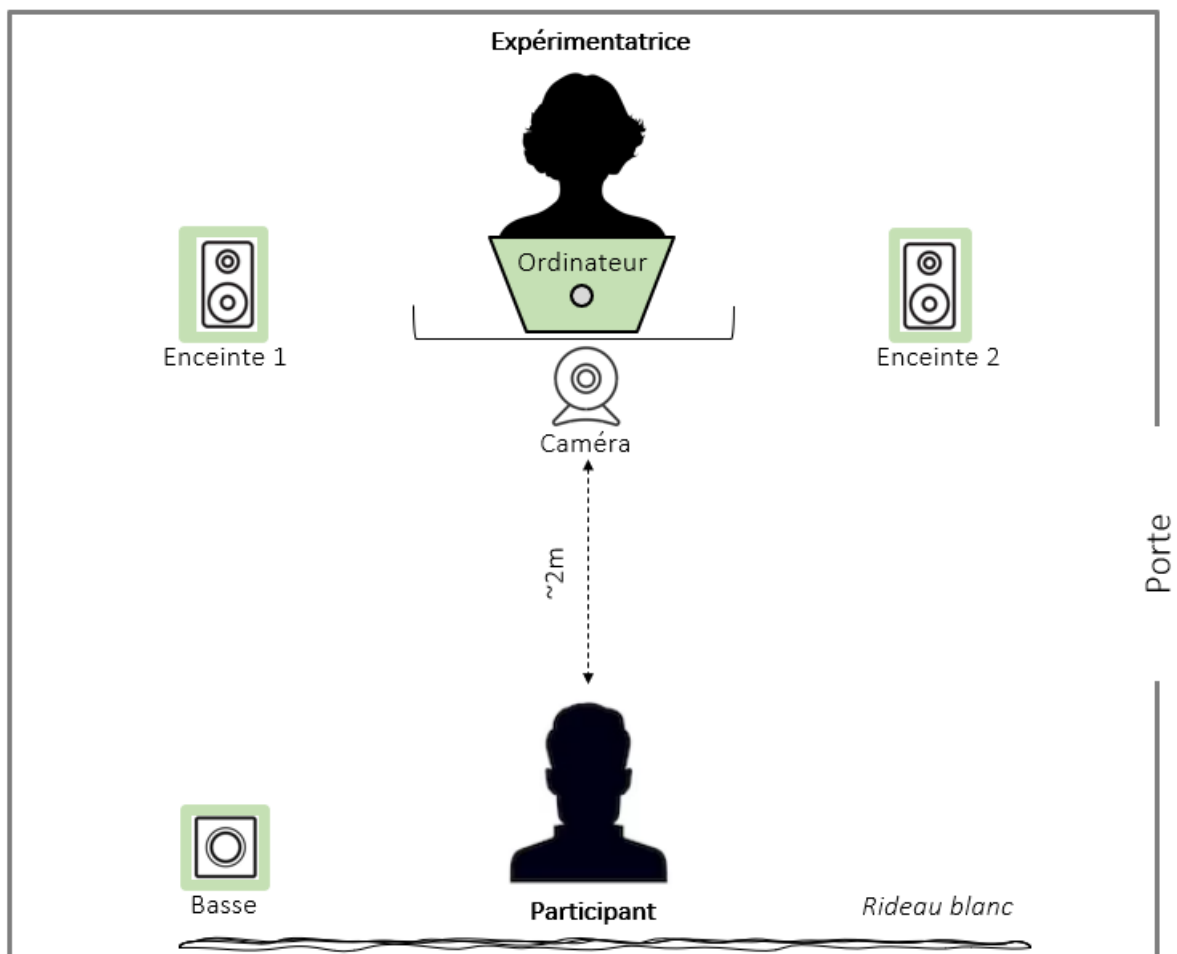 Expérimentatrice
Ordinateur
Enceinte 1
Enceinte 2
Caméra
~2m
Porte
Basse
Participant
Rideau blanc